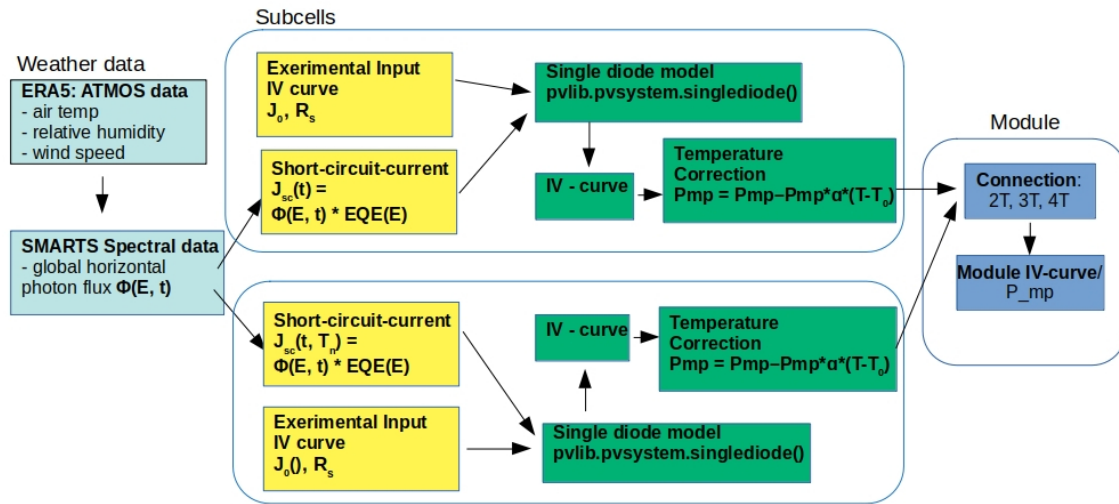 Subcells
Weather data
ERA5: ATMOS data
- air temp
- relative humidity
- wind speed
SMARTS Spectral data
- global horizontal
photon flux Φ(E, t)
Exerimental Input
IV curve
J₀, Rₛ
Short-circuit-current
J_sc(t) =
Φ(E, t) * EQE(E)
Single diode model
pvlib.pvsystem.singlediode()
IV - curve
Temperature
Correction
Pmp = Pmp–Pmp*α*(T-T₀)
Short-circuit-current
J_sc(t, Tₙ) =
Φ(E, t) * EQE(E)
Experimental Input
IV curve
J₀(), Rₛ
Single diode model
pvlib.pvsystem.singlediode()
IV - curve
Temperature
Correction
Pmp = Pmp–Pmp*α*(T-T₀)
Module
Connection:
2T, 3T, 4T
Module IV-curve/
P_mp